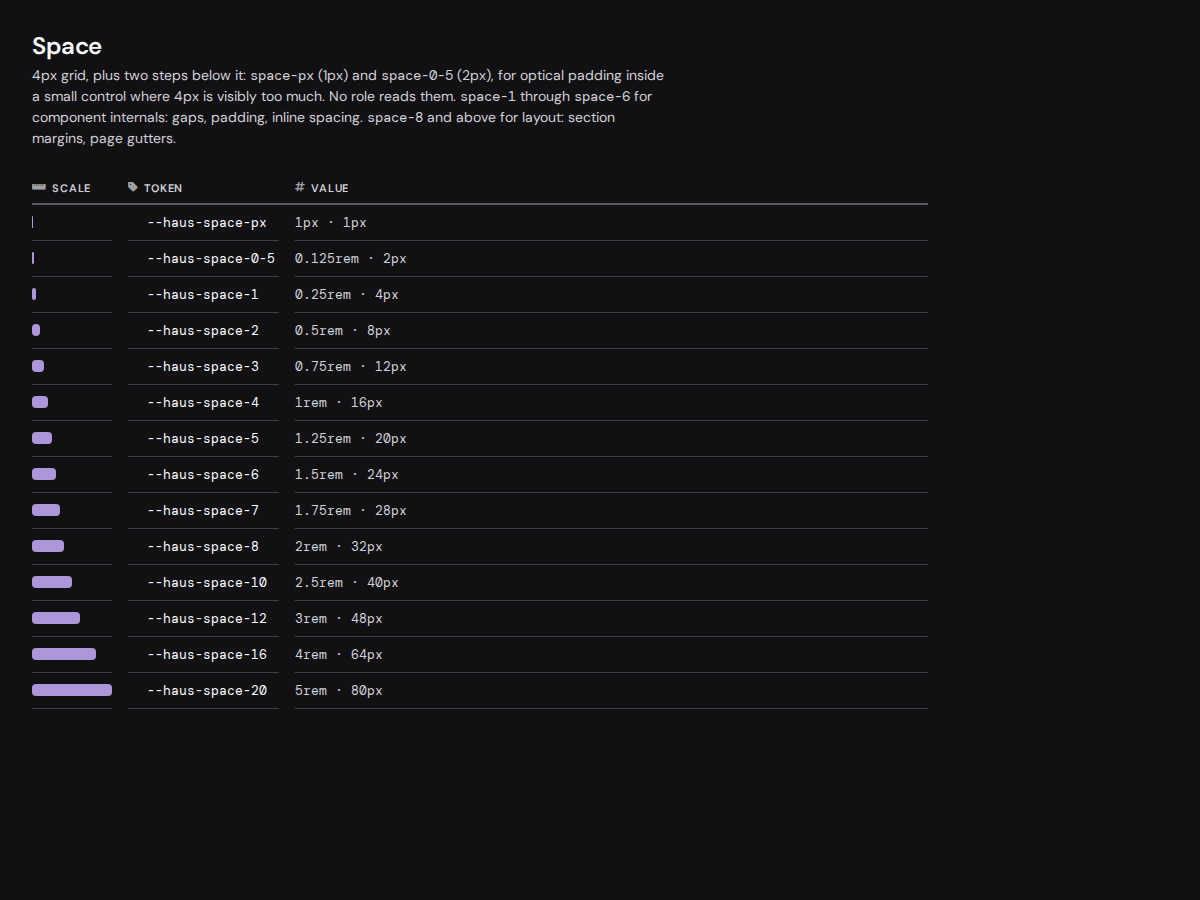 Space
4px grid, plus two steps below it: space-px (1px) and space-0-5 (2px), for optical padding inside
a small control where 4px is visibly too much. No role reads them. space-1 through space-6 for
component internals: gaps, padding, inline spacing. space-8 and above for layout: section
margins, page gutters.
SCALE TOKEN VALUE
--haus-space-px 1px · 1px
--haus-space-0-5 0.125rem · 2px
--haus-space-1 0.25rem · 4px
--haus-space-2 0.5rem · 8px
--haus-space-3 0.75rem · 12px
--haus-space-4 1rem · 16px
--haus-space-5 1.25rem · 20px
--haus-space-6 1.5rem · 24px
--haus-space-7 1.75rem · 28px
--haus-space-8 2rem · 32px
--haus-space-10 2.5rem · 40px
--haus-space-12 3rem · 48px
--haus-space-16 4rem · 64px
--haus-space-20 5rem · 80px